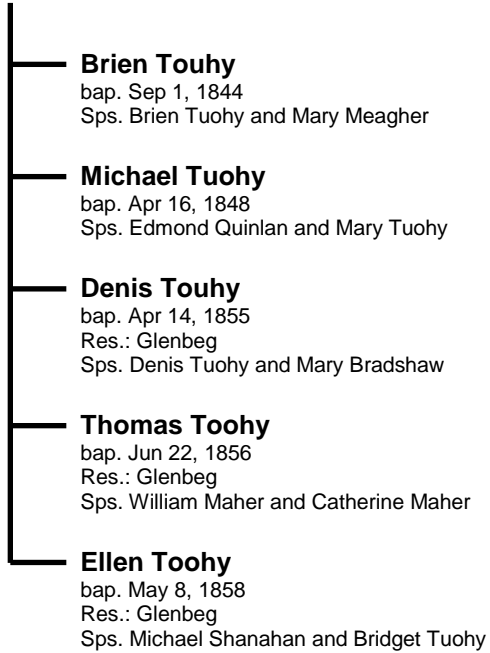 Brien Touhy
bap. Sep 1, 1844
Sps. Brien Tuohy and Mary Meagher
Michael Tuohy
bap. Apr 16, 1848
Sps. Edmond Quinlan and Mary Tuohy
Denis Touhy
bap. Apr 14, 1855
Res.: Glenbeg
Sps. Denis Tuohy and Mary Bradshaw
Thomas Toohy
bap. Jun 22, 1856
Res.: Glenbeg
Sps. William Maher and Catherine Maher
Ellen Toohy
bap. May 8, 1858
Res.: Glenbeg
Sps. Michael Shanahan and Bridget Tuohy